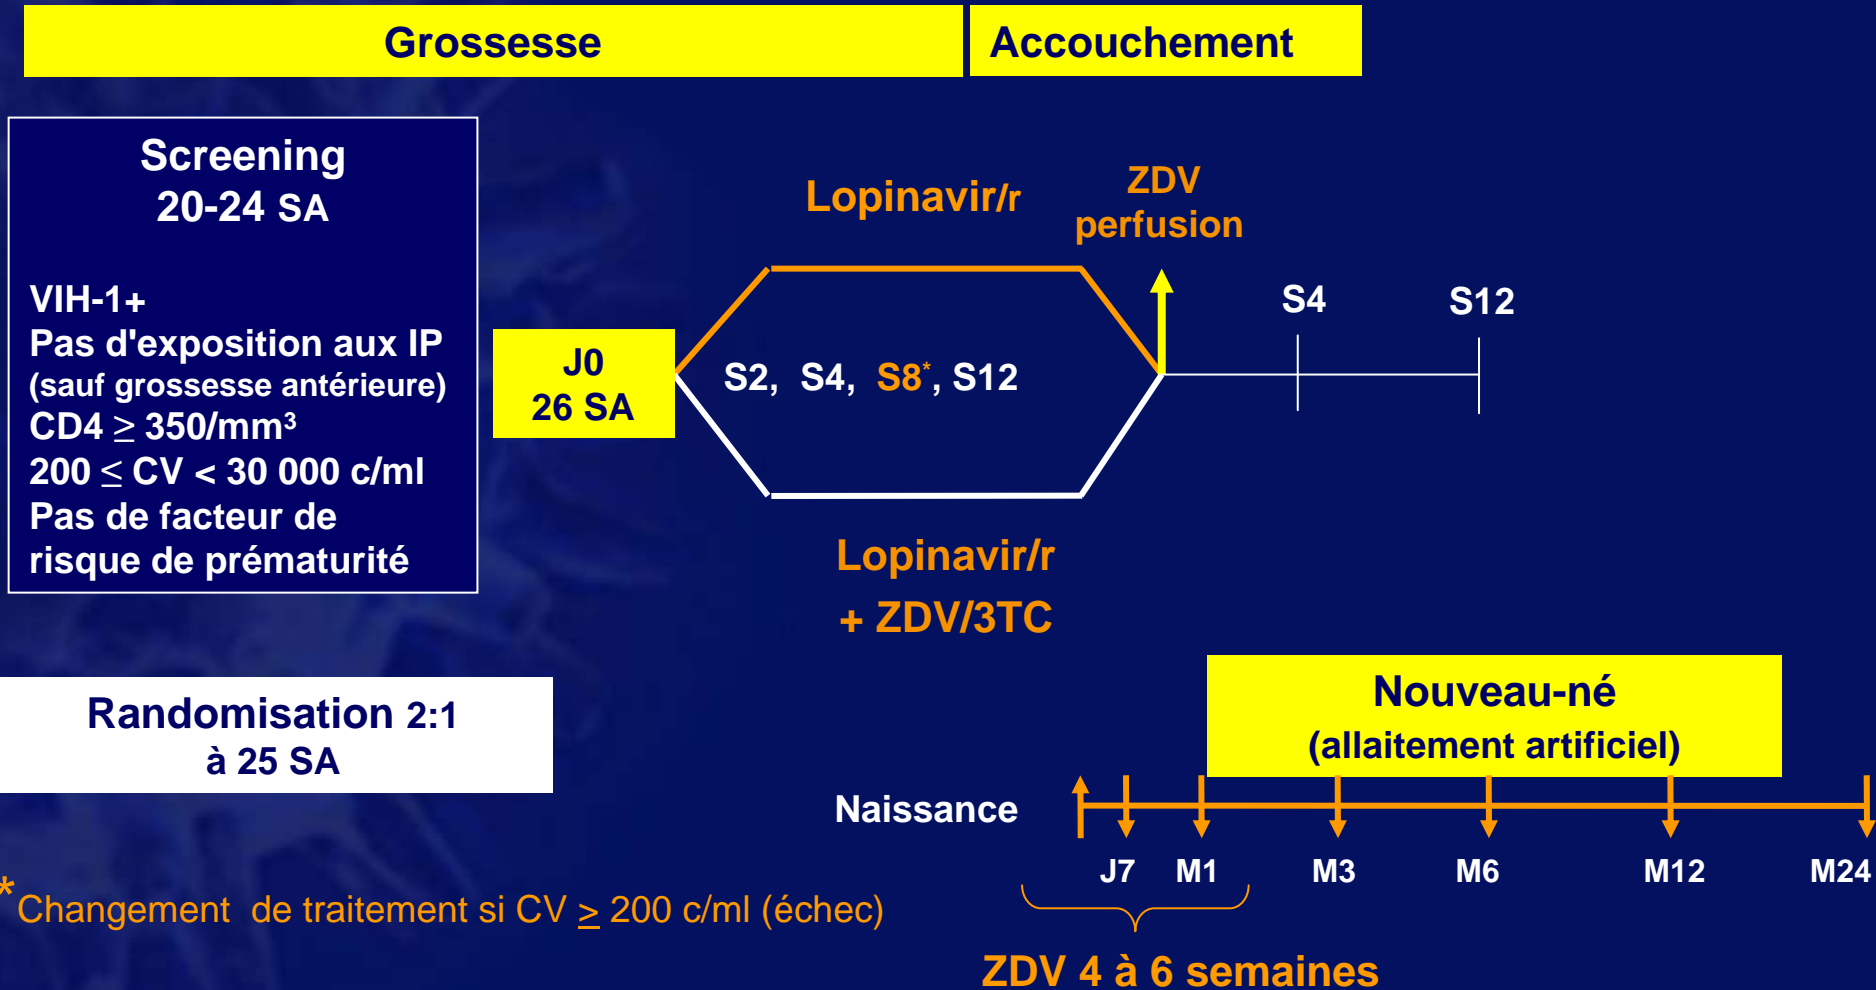 Grossesse
Accouchement
Screening
20-24 SA
VIH-1+
Pas d'exposition aux IP
(sauf grossesse antérieure)
CD4 ≥ 350/mm³
200 ≤ CV < 30 000 c/ml
Pas de facteur de
risque de prématurité
J0
26 SA
Lopinavir/r
ZDV
perfusion
S2, S4, S8*, S12
S4
S12
Lopinavir/r
+ ZDV/3TC
Randomisation 2:1
à 25 SA
Nouveau-né
(allaitement artificiel)
Naissance
J7
M1
M3
M6
M12
M24
*Changement de traitement si CV ≥ 200 c/ml (échec)
ZDV 4 à 6 semaines